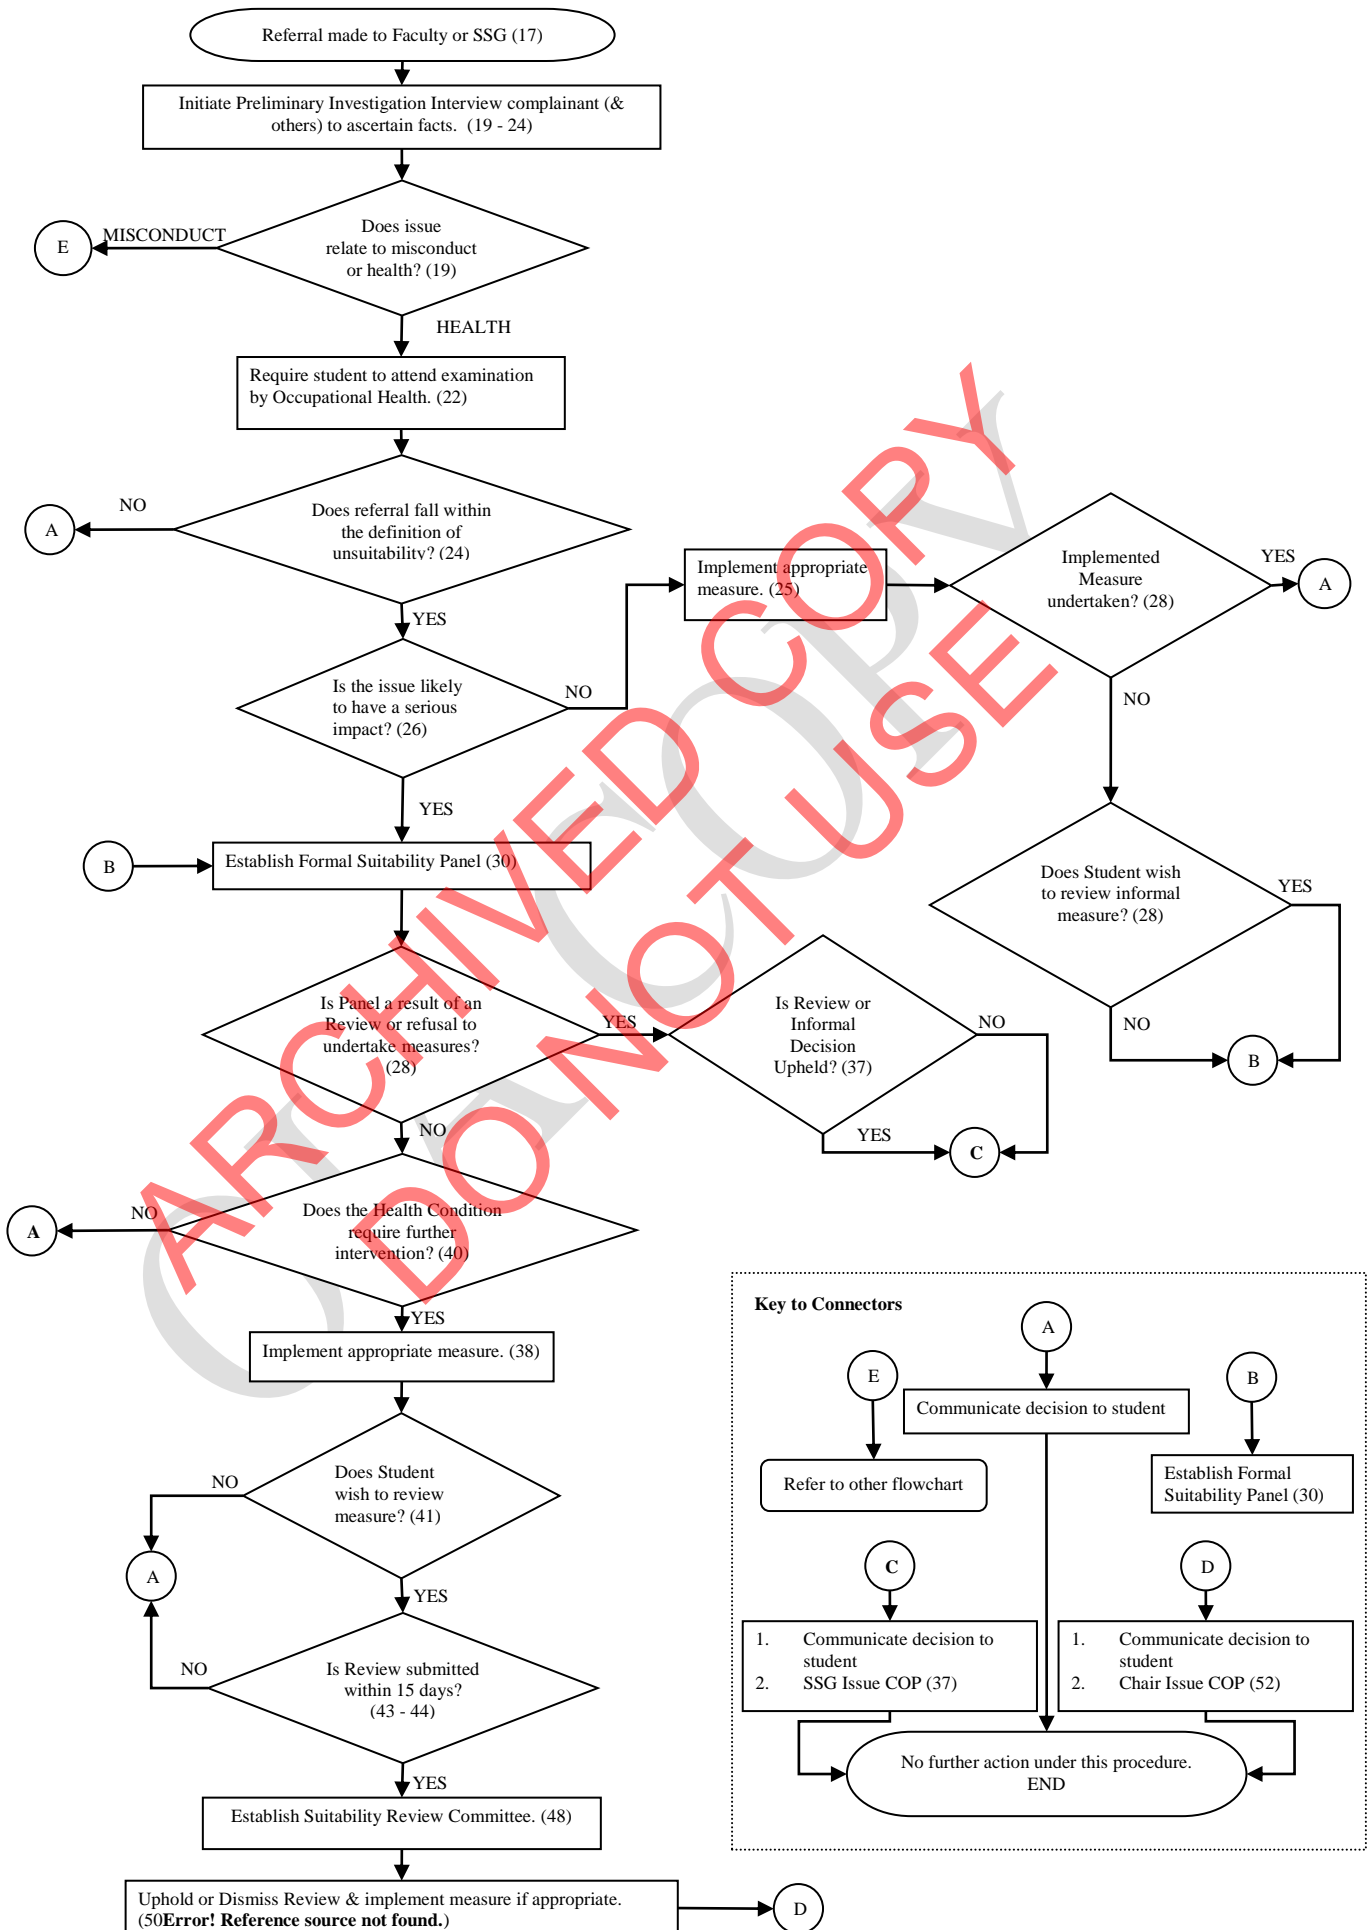 Referral made to Faculty or SSG (17)
Initiate Preliminary Investigation Interview complainant (&
others) to ascertain facts. (19 - 24)
Does issue
relate to misconduct
or health? (19)
MISCONDUCT
E
HEALTH
Require student to attend examination
by Occupational Health. (22)
Does referral fall within
the definition of
unsuitability? (24)
NO
A
YES
Is the issue likely
to have a serious
impact? (26)
NO
Implement appropriate
measure. (25)
Implemented
Measure
undertaken? (28)
YES
A
NO
Does Student wish
to review informal
measure? (28)
YES
NO
B
YES
B
Establish Formal Suitability Panel (30)
Is Panel a result of an
Review or refusal to
undertake measures?
(28)
YES
Is Review or
Informal
Decision
Upheld? (37)
NO
YES
C
NO
Does the Health Condition
require further
intervention? (40)
NO
A
YES
Implement appropriate measure. (38)
Does Student
wish to review
measure? (41)
NO
A
YES
Is Review submitted
within 15 days?
(43 - 44)
NO
YES
Establish Suitability Review Committee. (48)
Uphold or Dismiss Review & implement measure if appropriate.
(50Error! Reference source not found.)
D
Key to Connectors
A
Communicate decision to student
E
Refer to other flowchart
B
Establish Formal
Suitability Panel (30)
C
1. Communicate decision to
student
2. SSG Issue COP (37)
D
1. Communicate decision to
student
2. Chair Issue COP (52)
No further action under this procedure.
END
ARCHIVED COPY
DO NOT USE